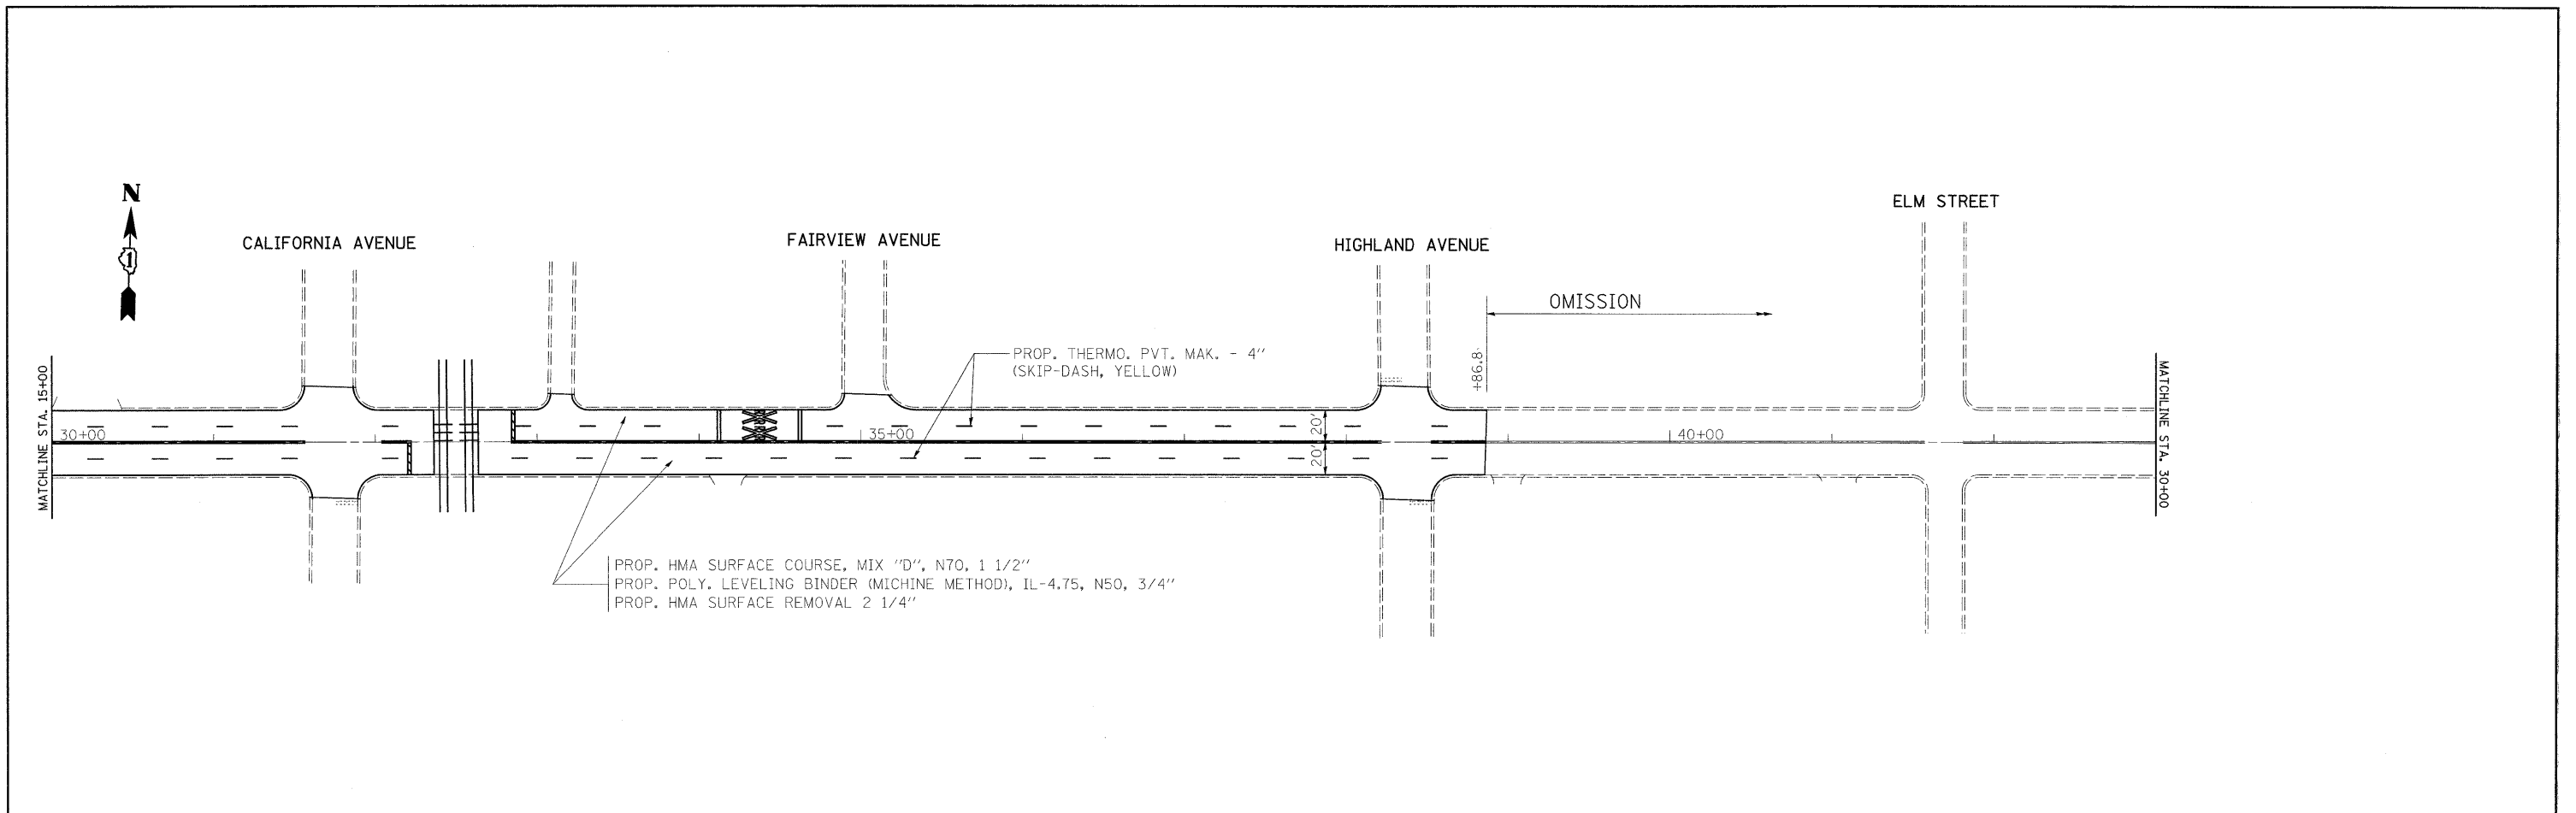 N
1
CALIFORNIA AVENUE
FAIRVIEW AVENUE
HIGHLAND AVENUE
ELM STREET
OMISSION
MATCHLINE STA. 15+00
30+00
35+00
40+00
20'
20'
+86.8
MATCHLINE STA. 30+00
PROP. THERMO. PVT. MAK. - 4"
(SKIP-DASH, YELLOW)
PROP. HMA SURFACE COURSE, MIX "D", N70, 1 1/2"
PROP. POLY. LEVELING BINDER (MICHINE METHOD), IL-4.75, N50, 3/4"
PROP. HMA SURFACE REMOVAL 2 1/4"